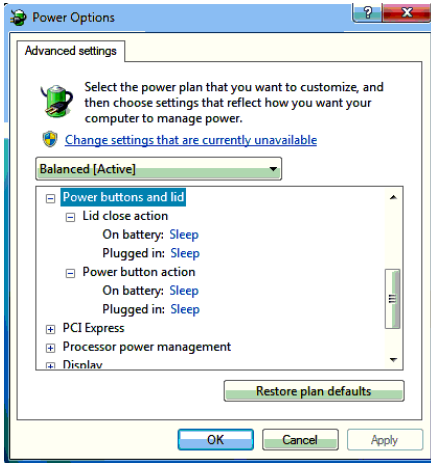 Power Options
Advanced settings
Select the power plan that you want to customize, and
then choose settings that reflect how you want your
computer to manage power.
Change settings that are currently unavailable
Balanced [Active]
Power buttons and lid
Lid close action
On battery: Sleep
Plugged in: Sleep
Power button action
On battery: Sleep
Plugged in: Sleep
PCI Express
Processor power management
Display
Restore plan defaults
OK Cancel Apply